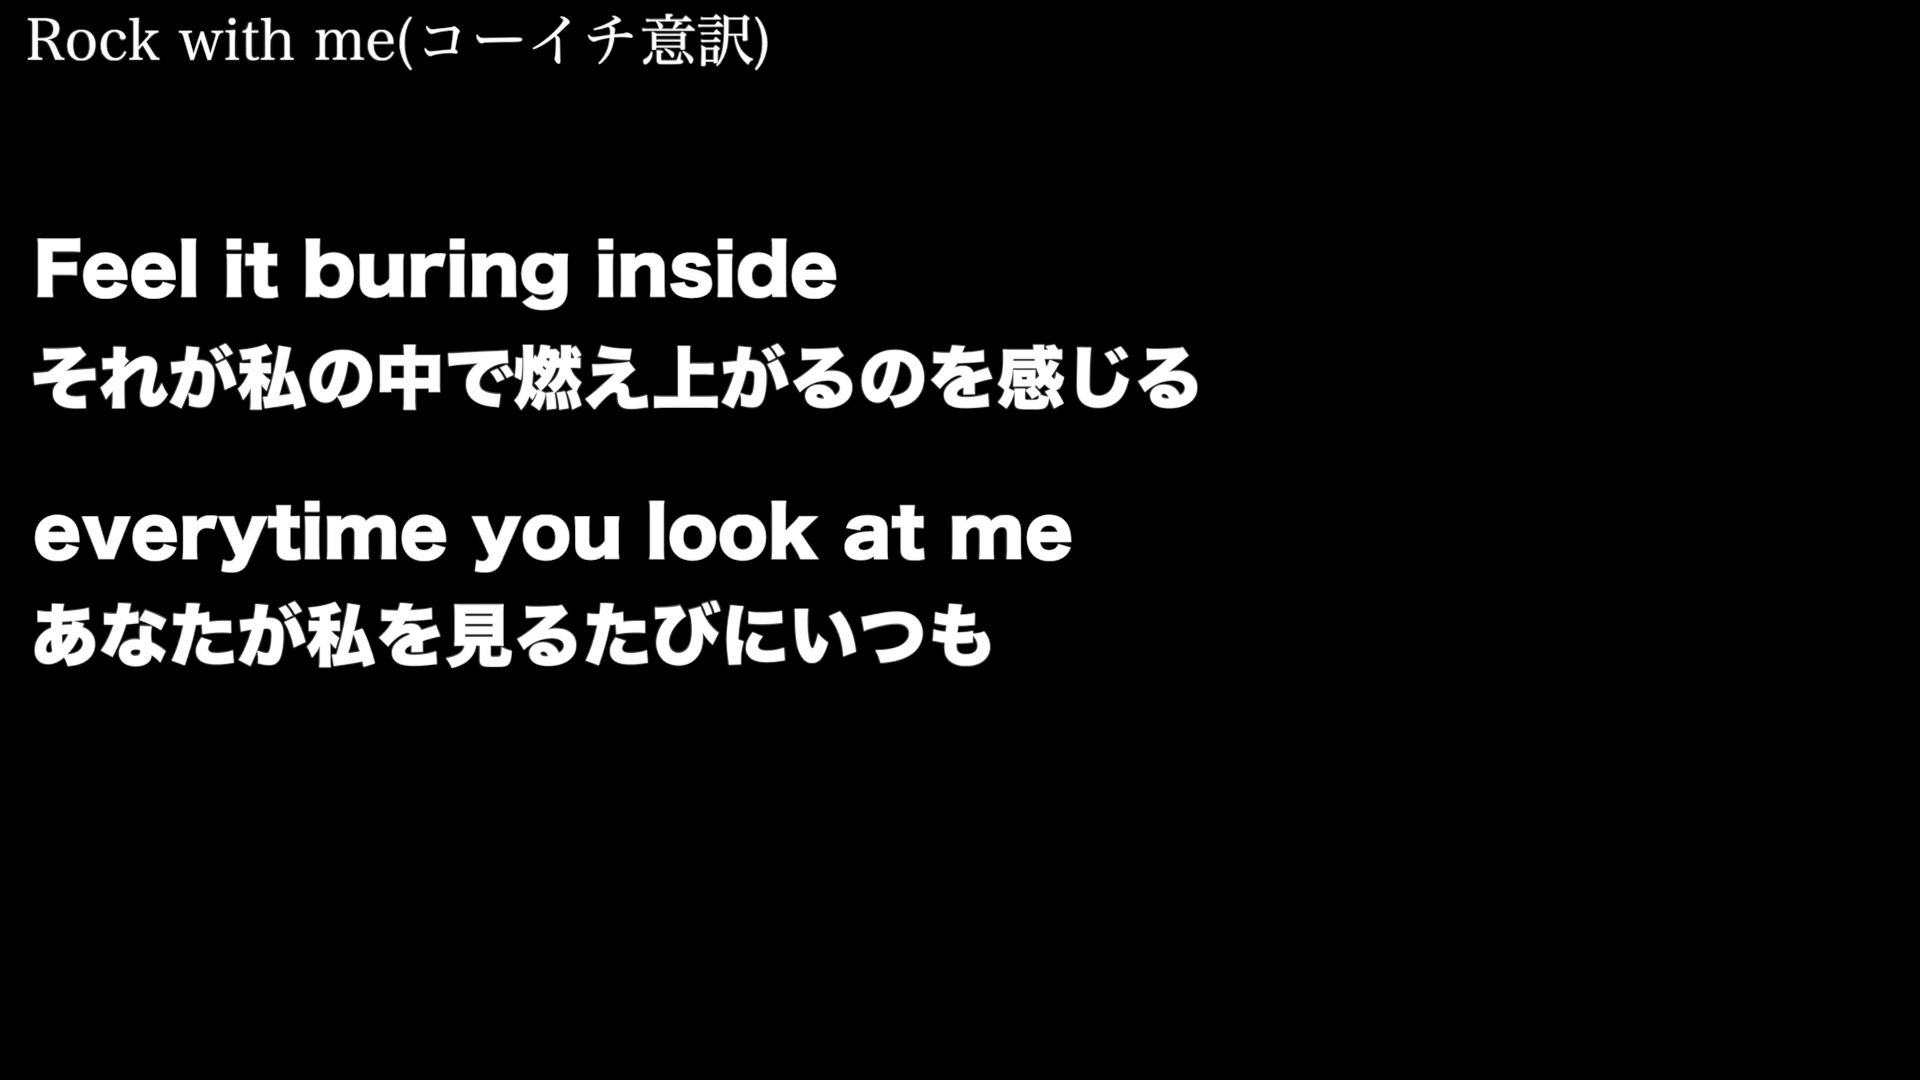 Rock with me(コーイチ意訳)
Feel it buring inside
それが私の中で燃え上がるのを感じる
everytime you look at me
あなたが私を見るたびにいつも